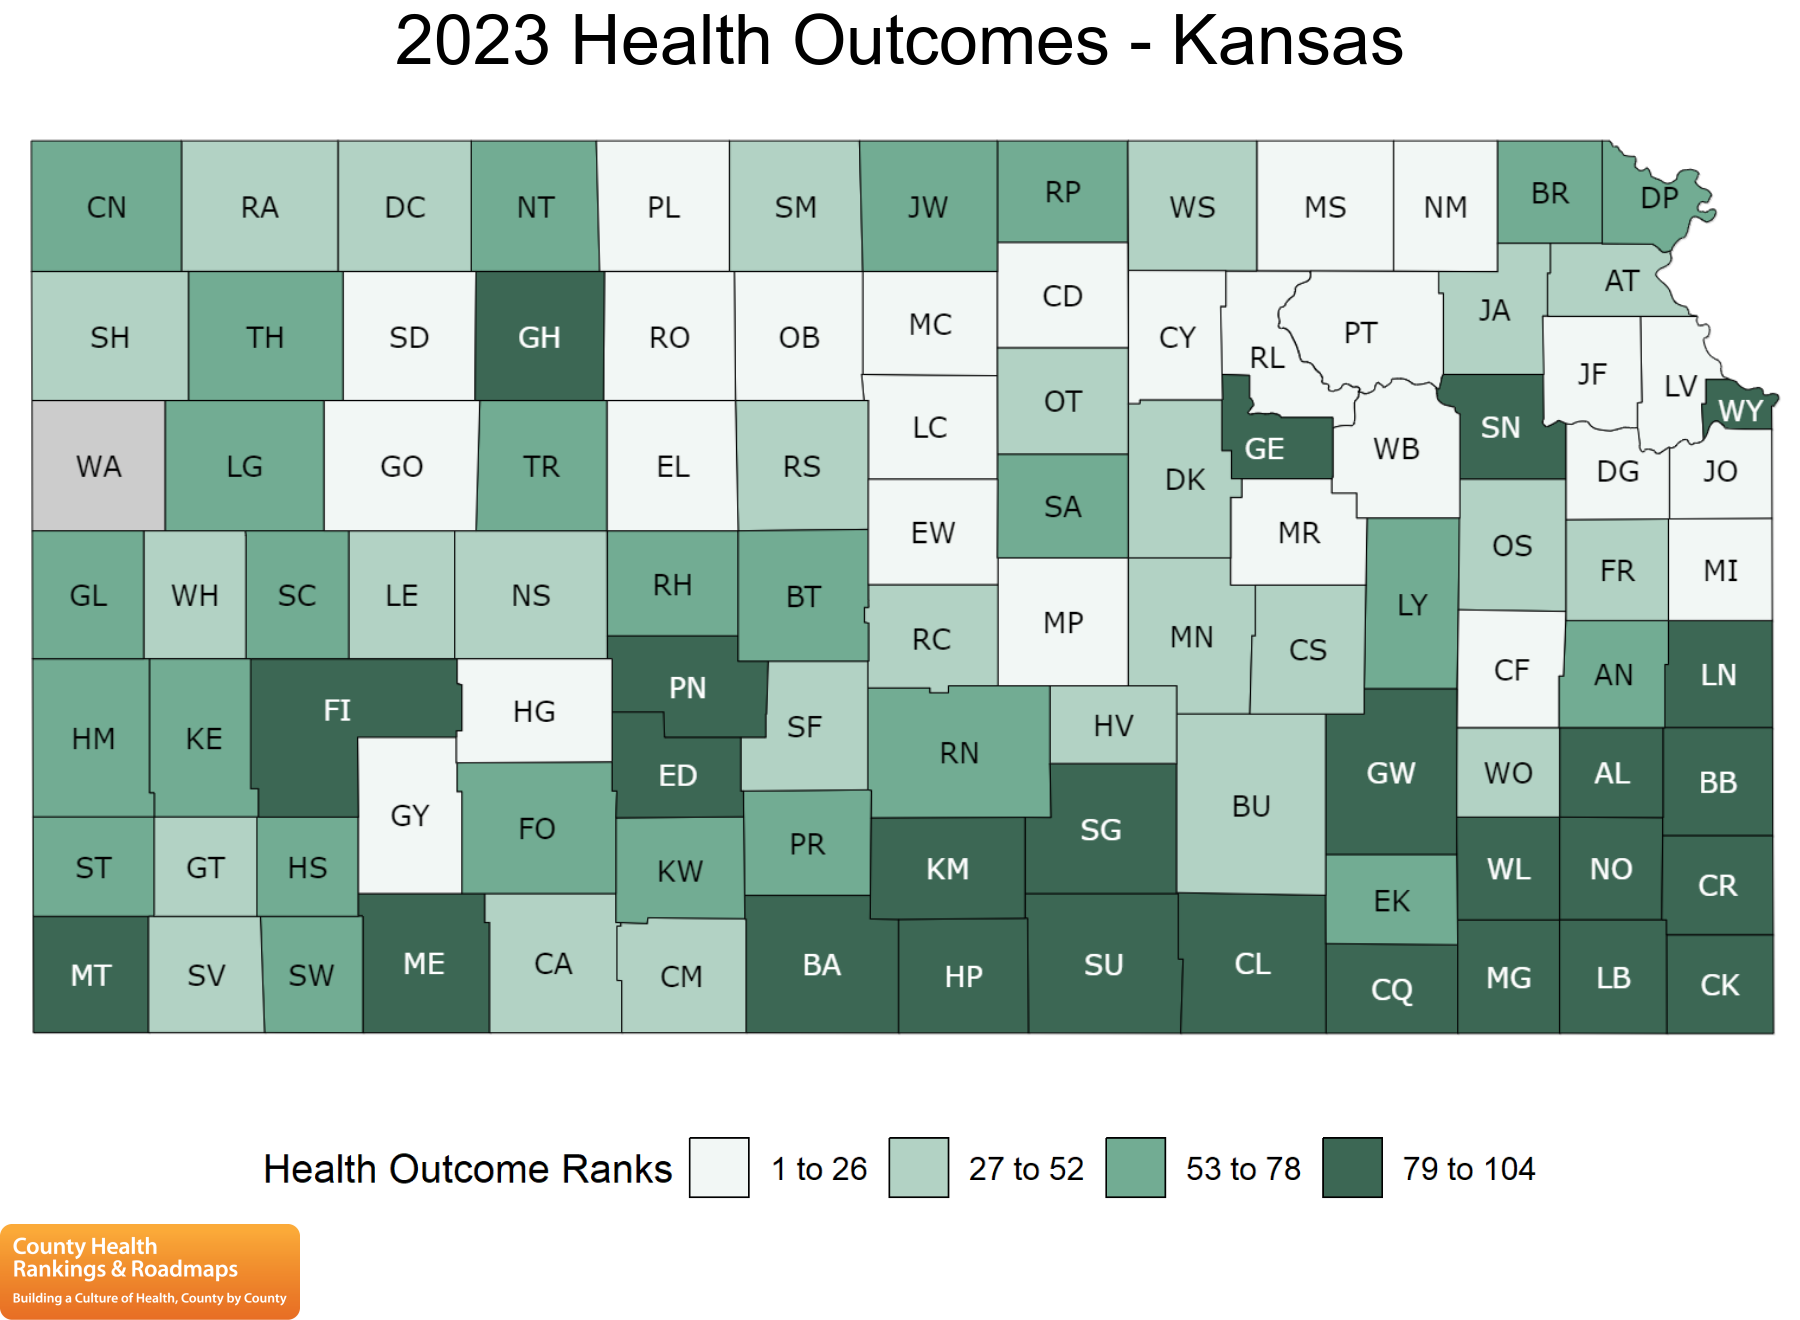 2023 Health Outcomes - Kansas
CN RA DC NT PL SM JW RP WS MS NM BR DP
SH TH SD GH RO OB MC CD CY RL PT JA AT
JF LV WY
WA LG GO TR EL RS LC OT DK GE WB SN DG JO
EW SA MR OS FR MI
GL WH SC LE NS RH BT RC MP MN CS LY CF AN LN
HM KE FI HG PN SF RN HV GW WO AL BB
GY ED BU
ST GT HS FO KW PR KM SG EK WL NO CR
MT SV SW ME CA CM BA HP SU CL CQ MG LB CK
Health Outcome Ranks 1 to 26 27 to 52 53 to 78 79 to 104
County Health
Rankings & Roadmaps
Building a Culture of Health, County by County